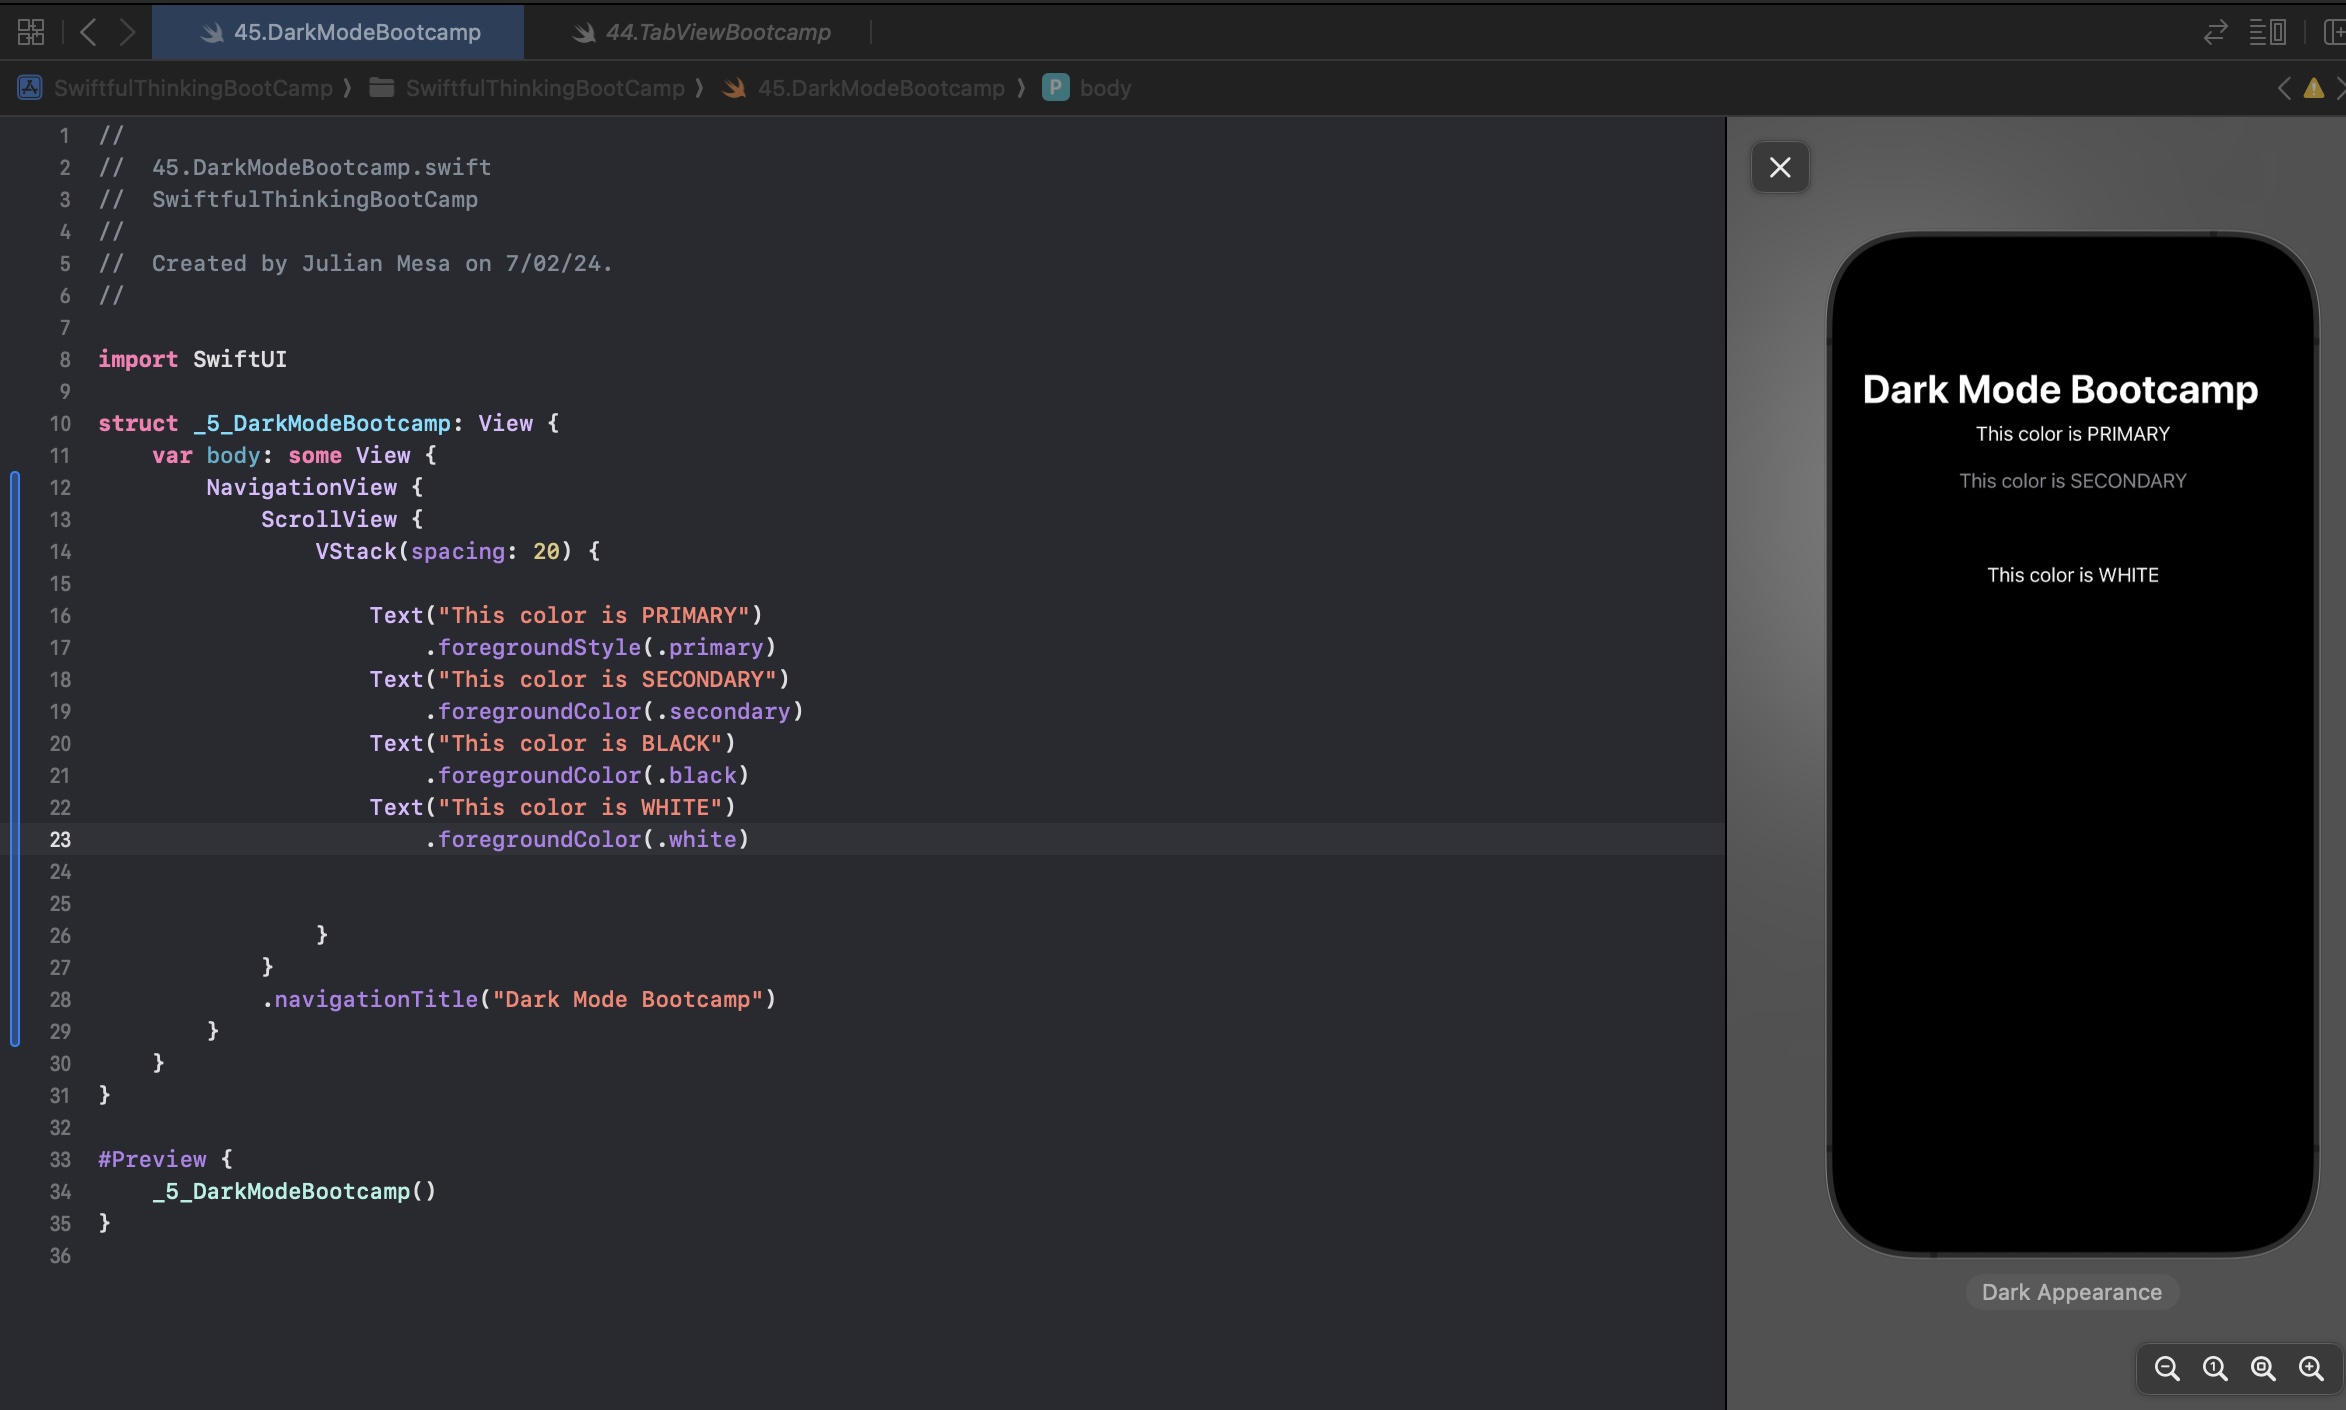 45.DarkModeBootcamp
44.TabViewBootcamp
SwiftfulThinkingBootCamp ⟩ SwiftfulThinkingBootCamp ⟩ 45.DarkModeBootcamp ⟩ P body
1 //
2 //  45.DarkModeBootcamp.swift
3 //  SwiftfulThinkingBootCamp
4 //
5 //  Created by Julian Mesa on 7/02/24.
6 //
7
8 import SwiftUI
9
10 struct _5_DarkModeBootcamp: View {
11     var body: some View {
12         NavigationView {
13             ScrollView {
14                 VStack(spacing: 20) {
15
16                     Text("This color is PRIMARY")
17                         .foregroundStyle(.primary)
18                     Text("This color is SECONDARY")
19                         .foregroundColor(.secondary)
20                     Text("This color is BLACK")
21                         .foregroundColor(.black)
22                     Text("This color is WHITE")
23                         .foregroundColor(.white)
24
25
26                 }
27             }
28             .navigationTitle("Dark Mode Bootcamp")
29         }
30     }
31 }
32
33 #Preview {
34     _5_DarkModeBootcamp()
35 }
36
Dark Mode Bootcamp
This color is PRIMARY
This color is SECONDARY
This color is WHITE
Dark Appearance